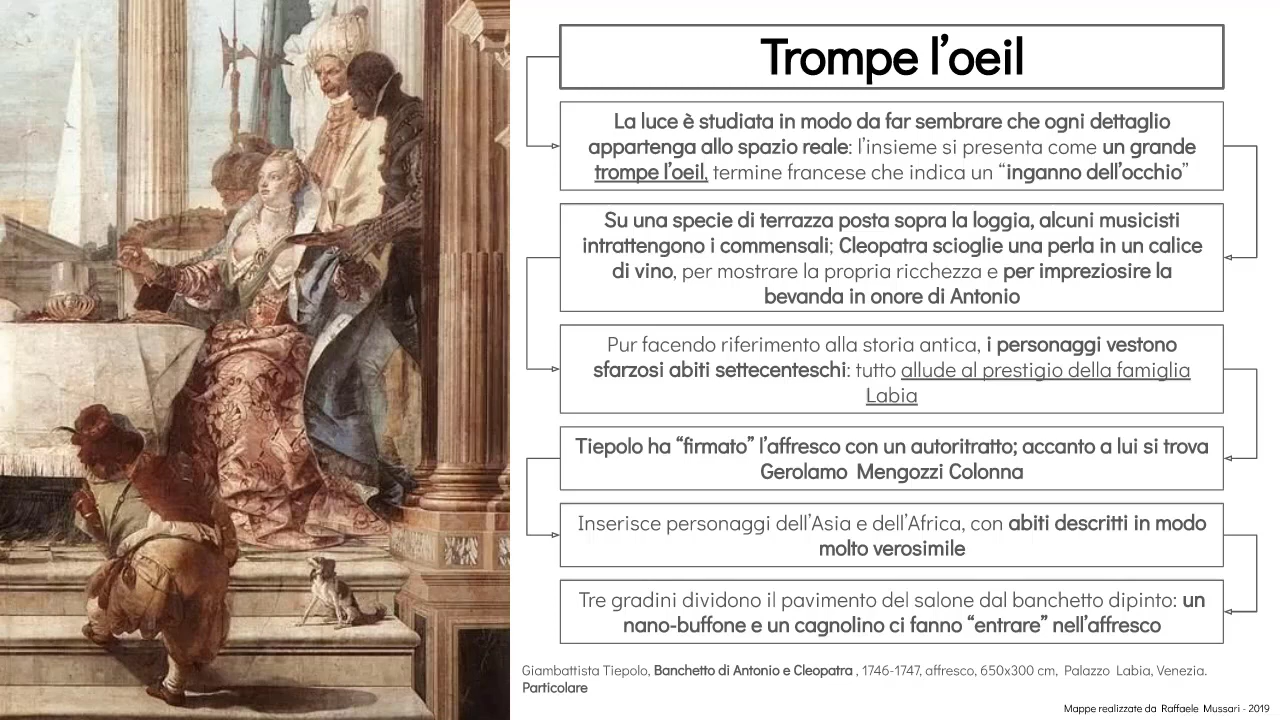 Trompe l’oeil
La luce è studiata in modo da far sembrare che ogni dettaglio
appartenga allo spazio reale: l’insieme si presenta come un grande
trompe l’oeil, termine francese che indica un “inganno dell’occhio”
Su una specie di terrazza posta sopra la loggia, alcuni musicisti
intrattengono i commensali; Cleopatra scioglie una perla in un calice
di vino, per mostrare la propria ricchezza e per impreziosire la
bevanda in onore di Antonio
Pur facendo riferimento alla storia antica, i personaggi vestono
sfarzosi abiti settecenteschi: tutto allude al prestigio della famiglia
Labia
Tiepolo ha “firmato” l’affresco con un autoritratto; accanto a lui si trova
Gerolamo Mengozzi Colonna
Inserisce personaggi dell’Asia e dell’Africa, con abiti descritti in modo
molto verosimile
Tre gradini dividono il pavimento del salone dal banchetto dipinto: un
nano-buffone e un cagnolino ci fanno “entrare” nell’affresco
Giambattista Tiepolo, Banchetto di Antonio e Cleopatra , 1746-1747, affresco, 650x300 cm, Palazzo Labia, Venezia.
Particolare
Mappe realizzate da Raffaele Mussari - 2019